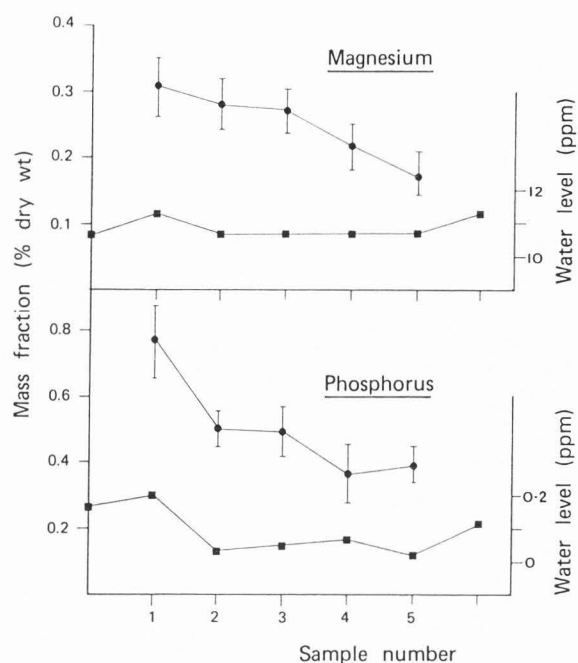 0.4
Magnesium
0.3
0.2
12
0.1
10
Mass fraction (% dry wt)
Water level (ppm)
0.8
Phosphorus
0.6
0.4
0.2
0·2
0
Water level (ppm)
1 2 3 4 5
Sample number